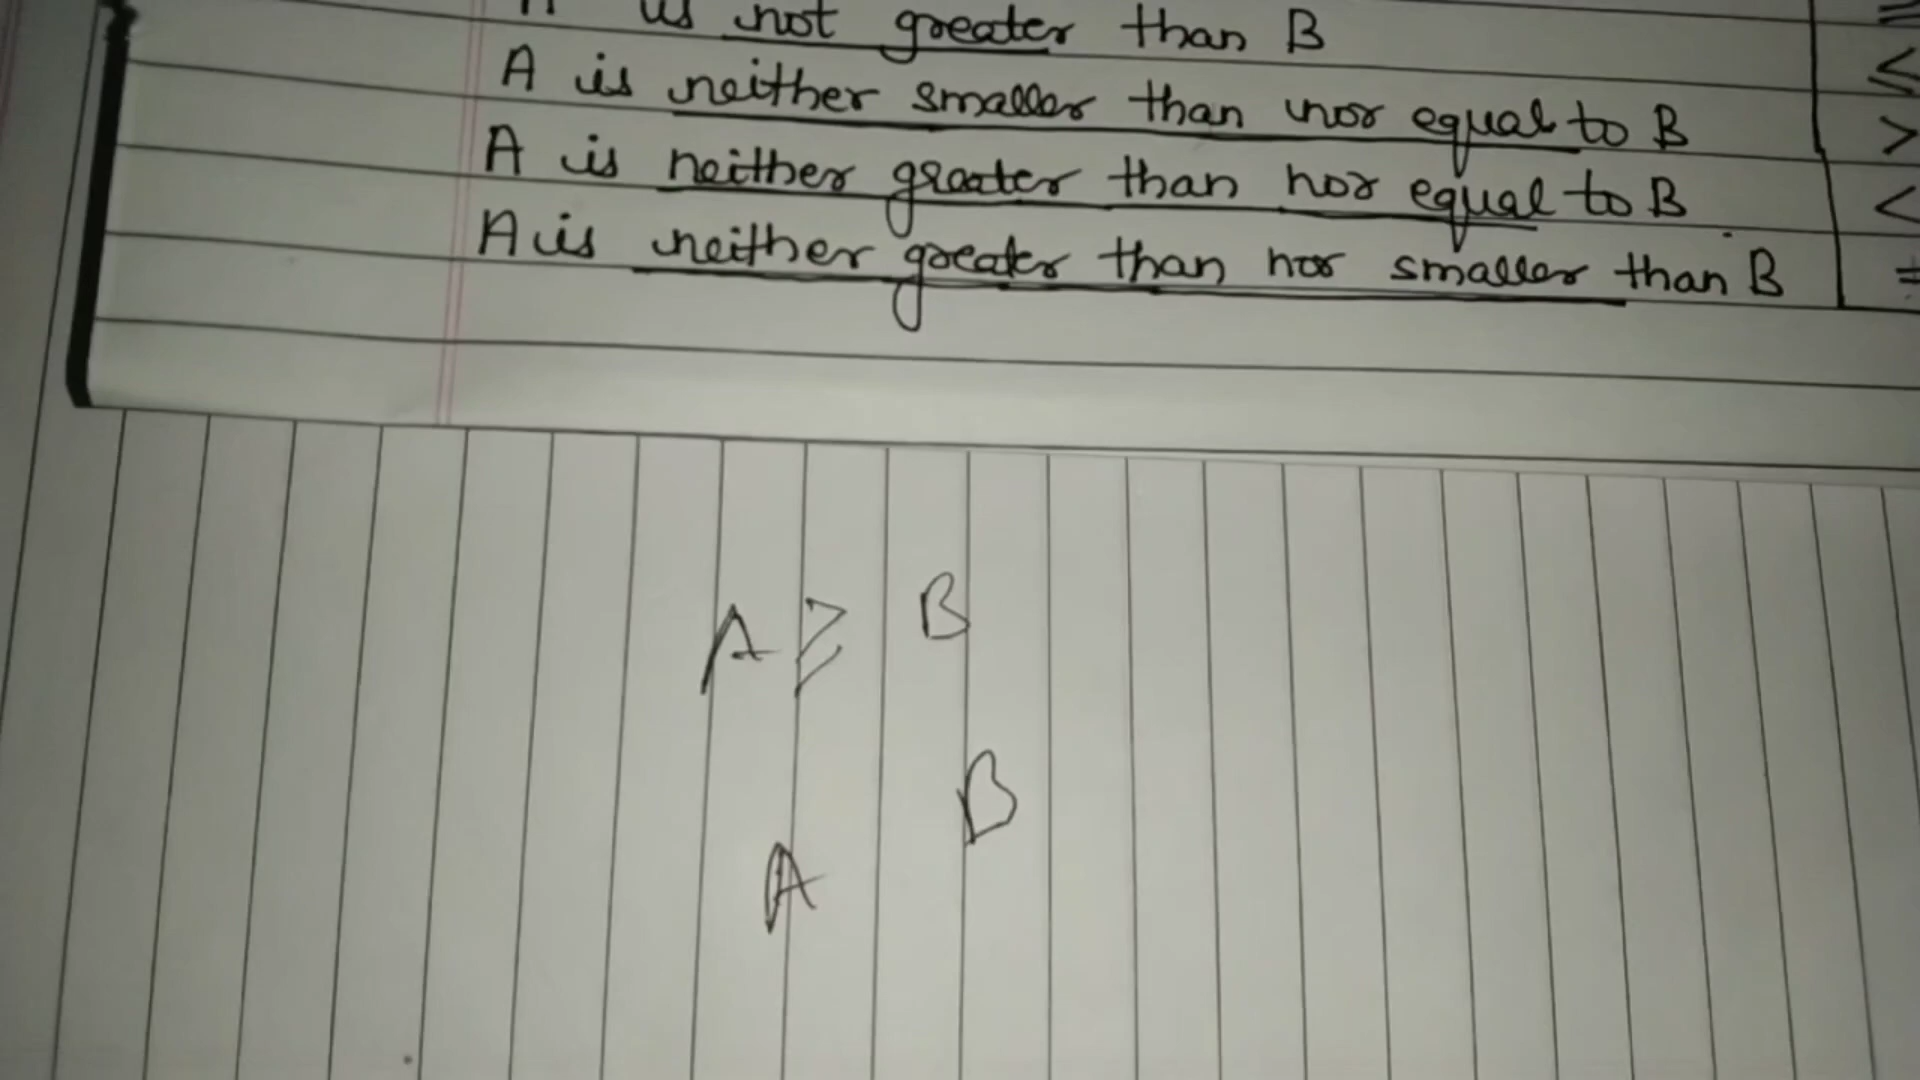 is not greater than B
A is neither smaller than nor equal to B >
A is neither greater than nor equal to B <
A is neither greater than nor smaller than B =
A ≥ B
B
A